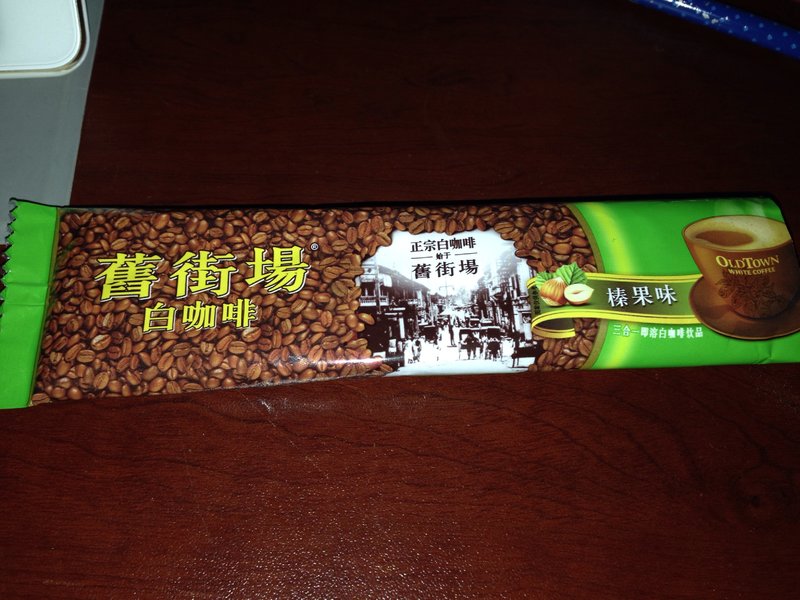 舊街場®
白咖啡
正宗白咖啡
始于
舊街場
榛果味
三合一即溶白咖啡饮品
OLDTOWN
WHITE COFFEE